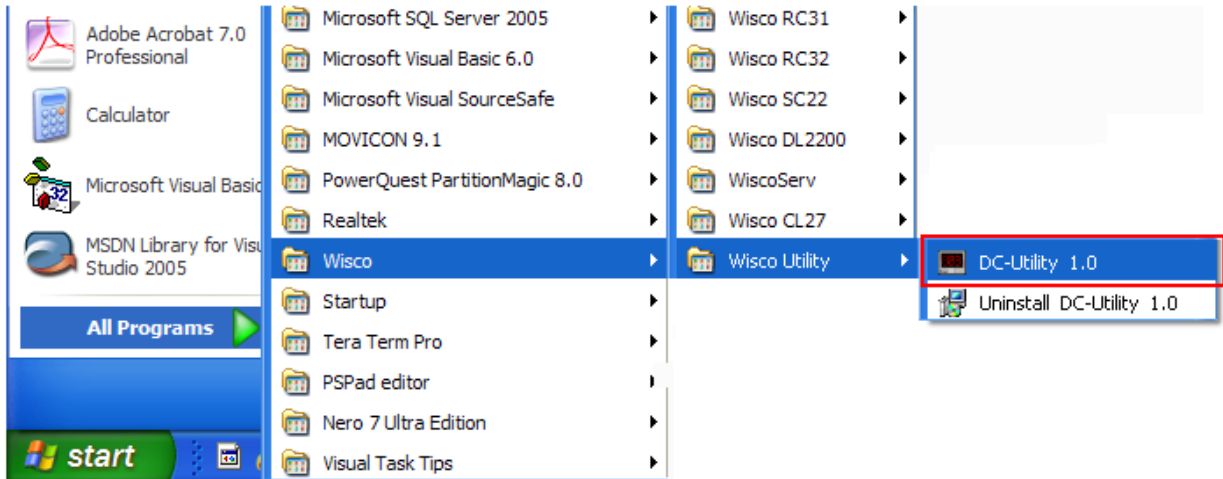 Adobe Acrobat 7.0
Professional
Calculator
32
Microsoft Visual Basic
MSDN Library for Visu
Studio 2005
All Programs
start
Microsoft SQL Server 2005
Microsoft Visual Basic 6.0
Microsoft Visual SourceSafe
MOVICON 9.1
PowerQuest PartitionMagic 8.0
Realtek
Wisco
Startup
Tera Term Pro
PSPad editor
Nero 7 Ultra Edition
Visual Task Tips
Wisco RC31
Wisco RC32
Wisco SC22
Wisco DL2200
WiscoServ
Wisco CL27
Wisco Utility
DC-Utility 1.0
Uninstall DC-Utility 1.0